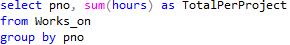 select pno, sum(hours) as TotalPerProject
from Works_on
group by pno